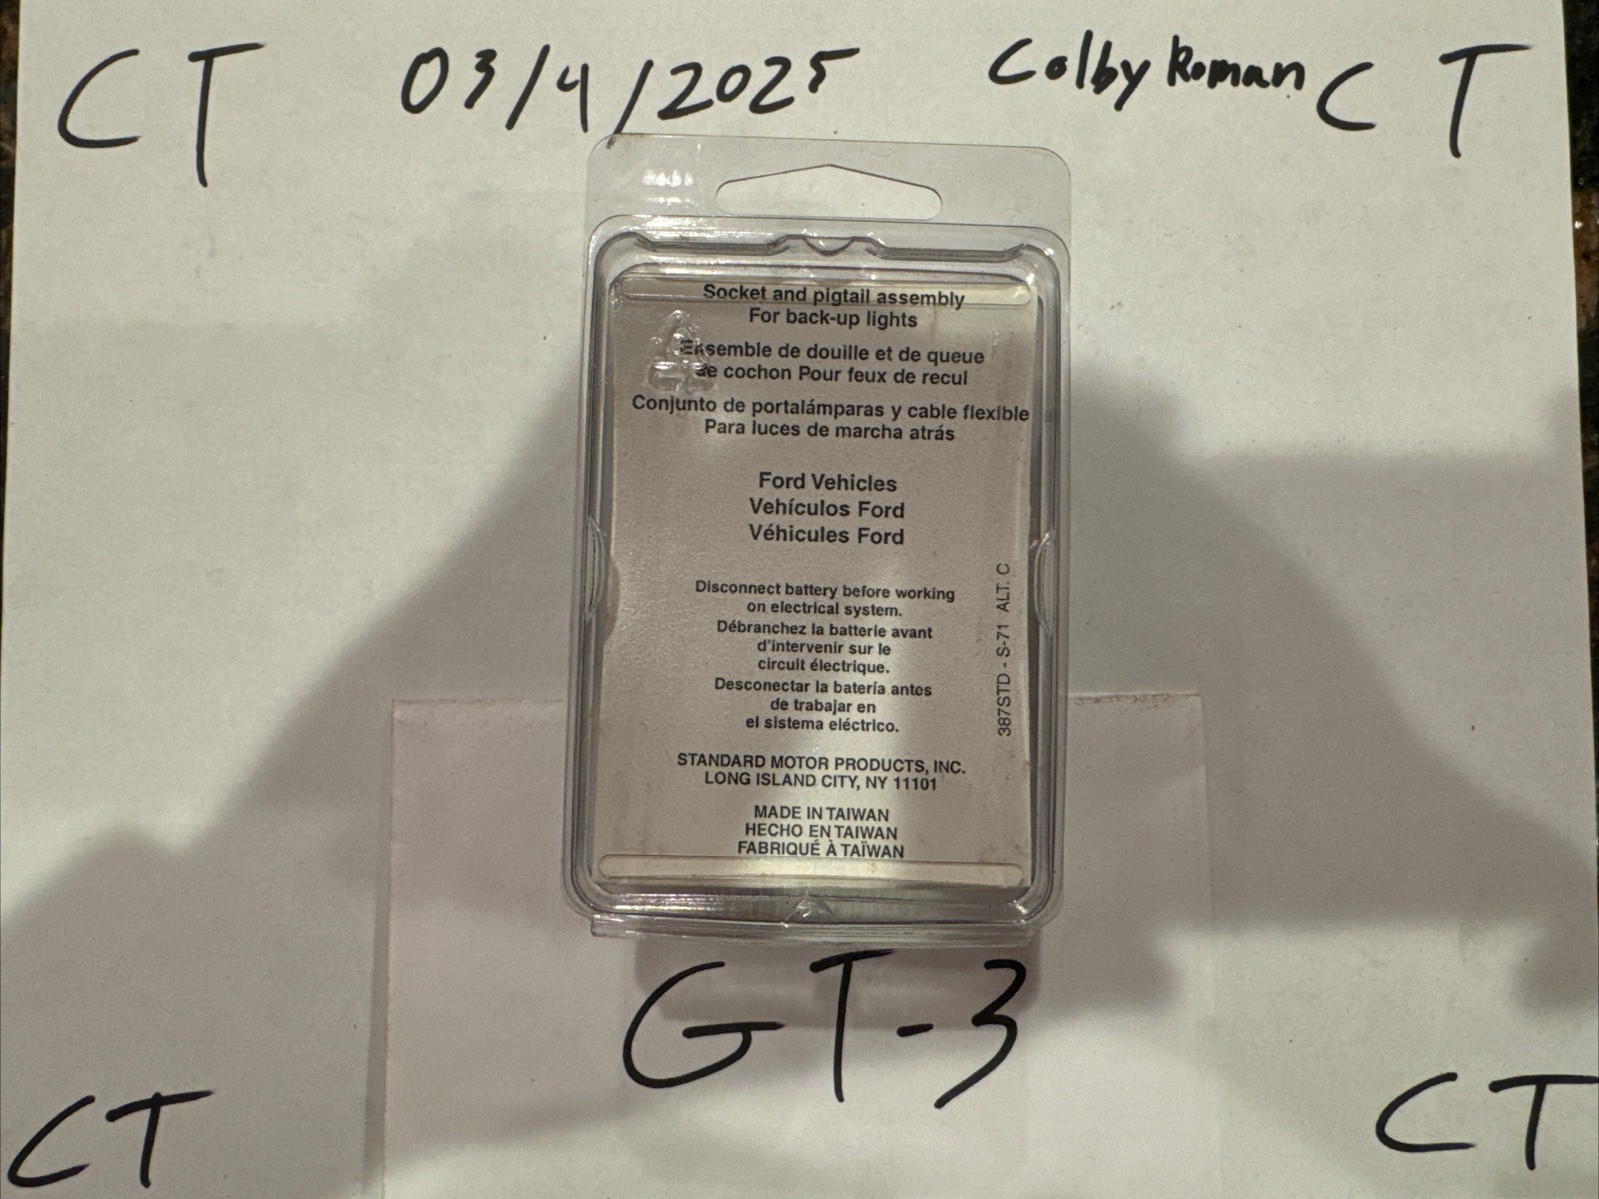 CT 03/4/2025 Colby Roman CT
Socket and pigtail assembly
For back-up lights
Ensemble de douille et de queue
de cochon Pour feux de recul
Conjunto de portalámparas y cable flexible
Para luces de marcha atrás
Ford Vehicles
Vehículos Ford
Véhicules Ford
Disconnect battery before working
on electrical system.
Débranchez la batterie avant
d'intervenir sur le
circuit électrique.
Desconectar la batería antes
de trabajar en
el sistema eléctrico.
387STD - S-71 ALT. C
STANDARD MOTOR PRODUCTS, INC.
LONG ISLAND CITY, NY 11101
MADE IN TAIWAN
HECHO EN TAIWAN
FABRIQUÉ À TAÏWAN
GT-3
CT CT